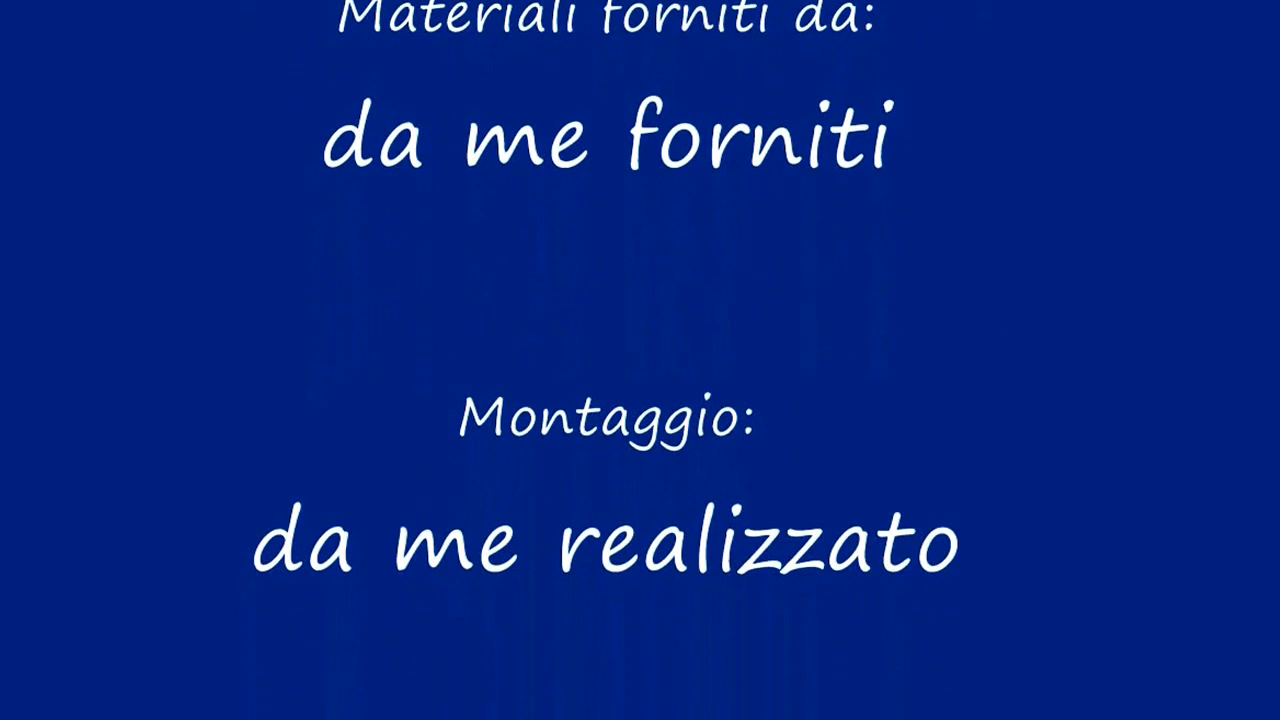 Materiali forniti da:
da me forniti
Montaggio:
da me realizzato